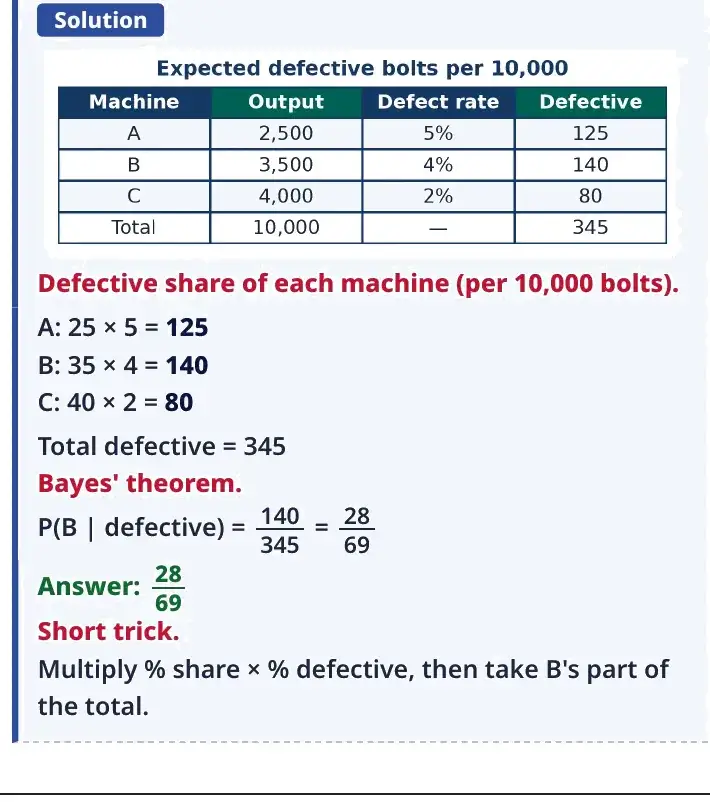 Solution
Expected defective bolts per 10,000
Machine Output Defect rate Defective
A 2,500 5% 125
B 3,500 4% 140
C 4,000 2% 80
Total 10,000 — 345
Defective share of each machine (per 10,000 bolts).
A: 25 × 5 = 125
B: 35 × 4 = 140
C: 40 × 2 = 80
Total defective = 345
Bayes' theorem.
P(B | defective) = 140/345 = 28/69
Answer: 28/69
Short trick.
Multiply % share × % defective, then take B's part of
the total.